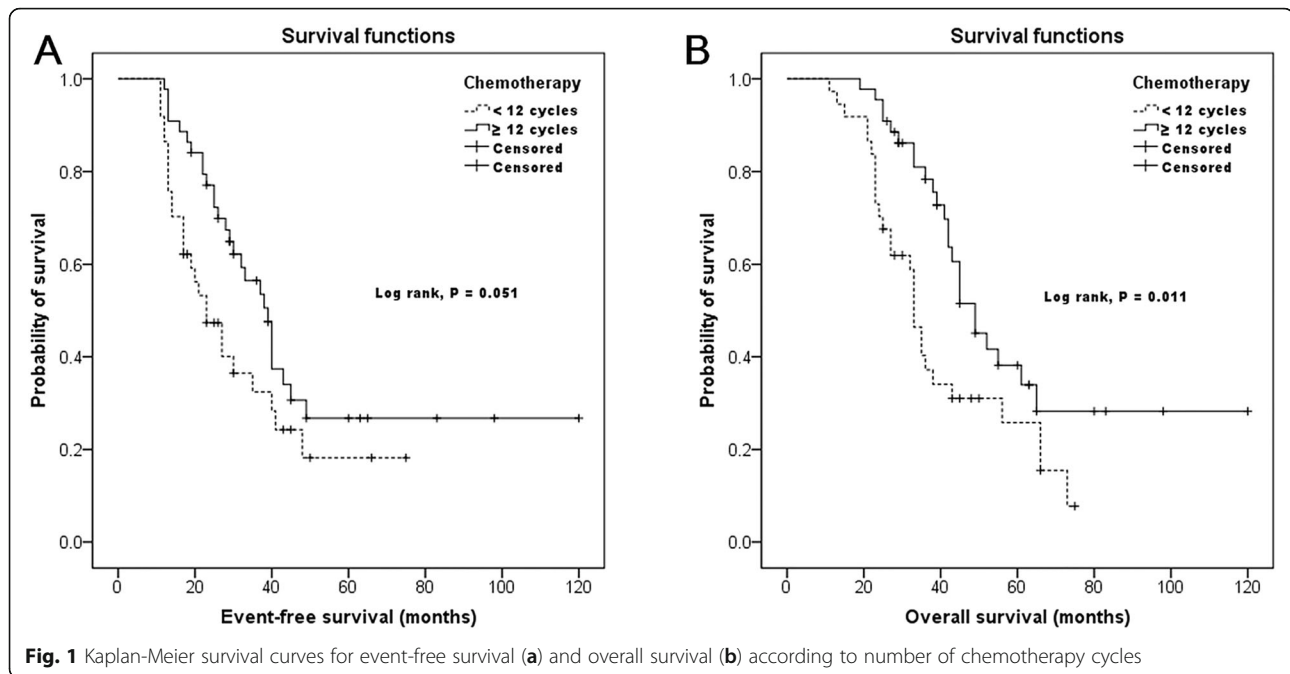 A
Survival functions
Chemotherapy
< 12 cycles
≥ 12 cycles
Censored
Censored
Log rank, P = 0.051
Probability of survival
1.0
0.8
0.6
0.4
0.2
0.0
0 20 40 60 80 100 120
Event-free survival (months)
B
Survival functions
Chemotherapy
< 12 cycles
≥ 12 cycles
Censored
Censored
Log rank, P = 0.011
Probability of survival
1.0
0.8
0.6
0.4
0.2
0.0
0 20 40 60 80 100 120
Overall survival (months)
Fig. 1 Kaplan-Meier survival curves for event-free survival (a) and overall survival (b) according to number of chemotherapy cycles